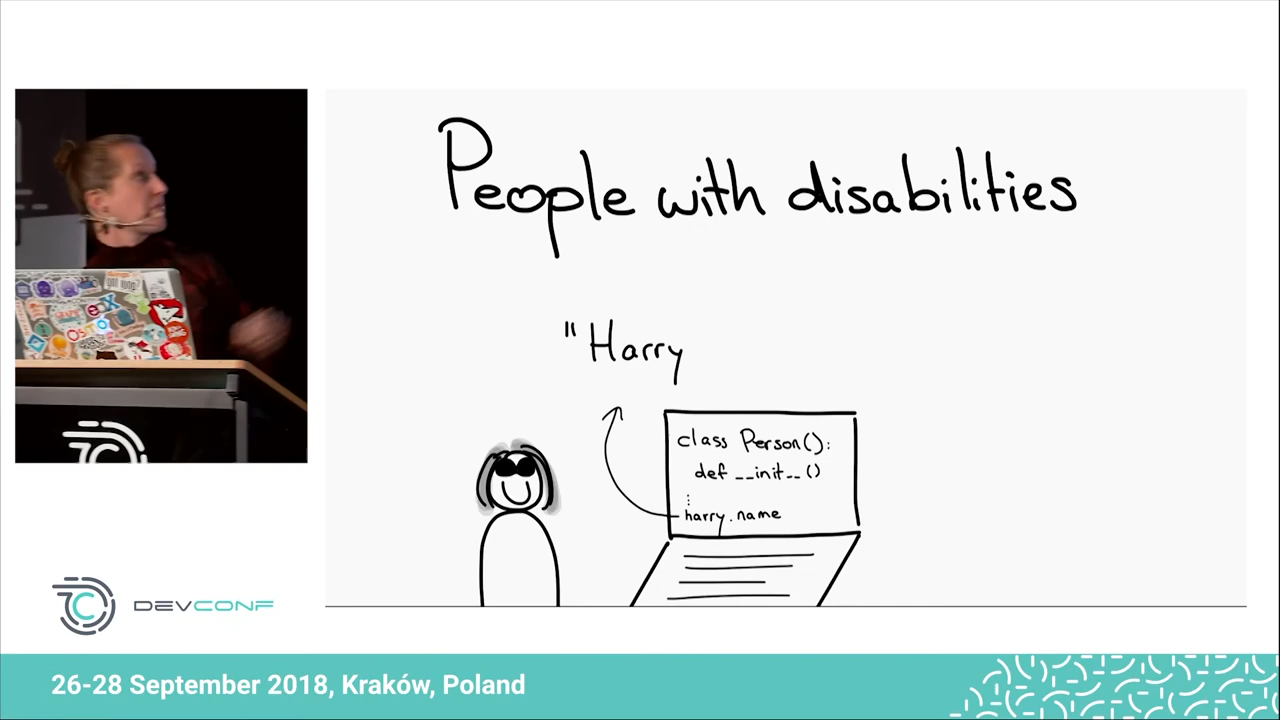 People with disabilities
"Harry
class Person():
def __init__()
⋮
harry.name
DEVCONF
26-28 September 2018, Kraków, Poland